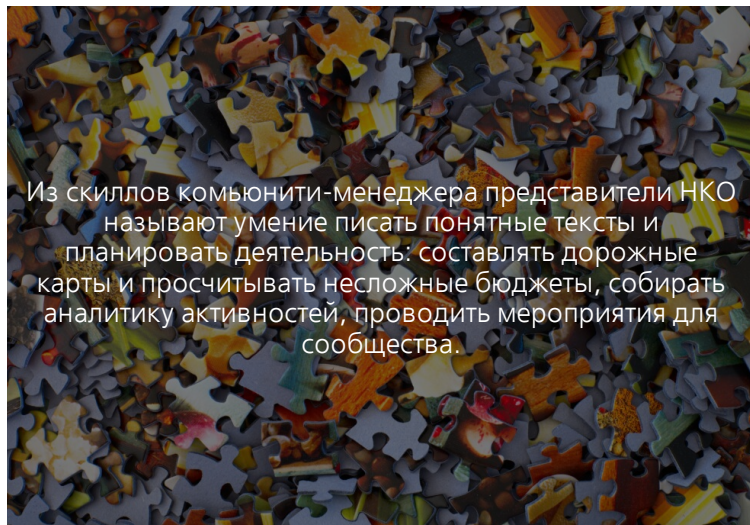 Из скиллов комьюнити-менеджера представители НКО
называют умение писать понятные тексты и
планировать деятельность: составлять дорожные
карты и просчитывать несложные бюджеты, собирать
аналитику активностей, проводить мероприятия для
сообщества.